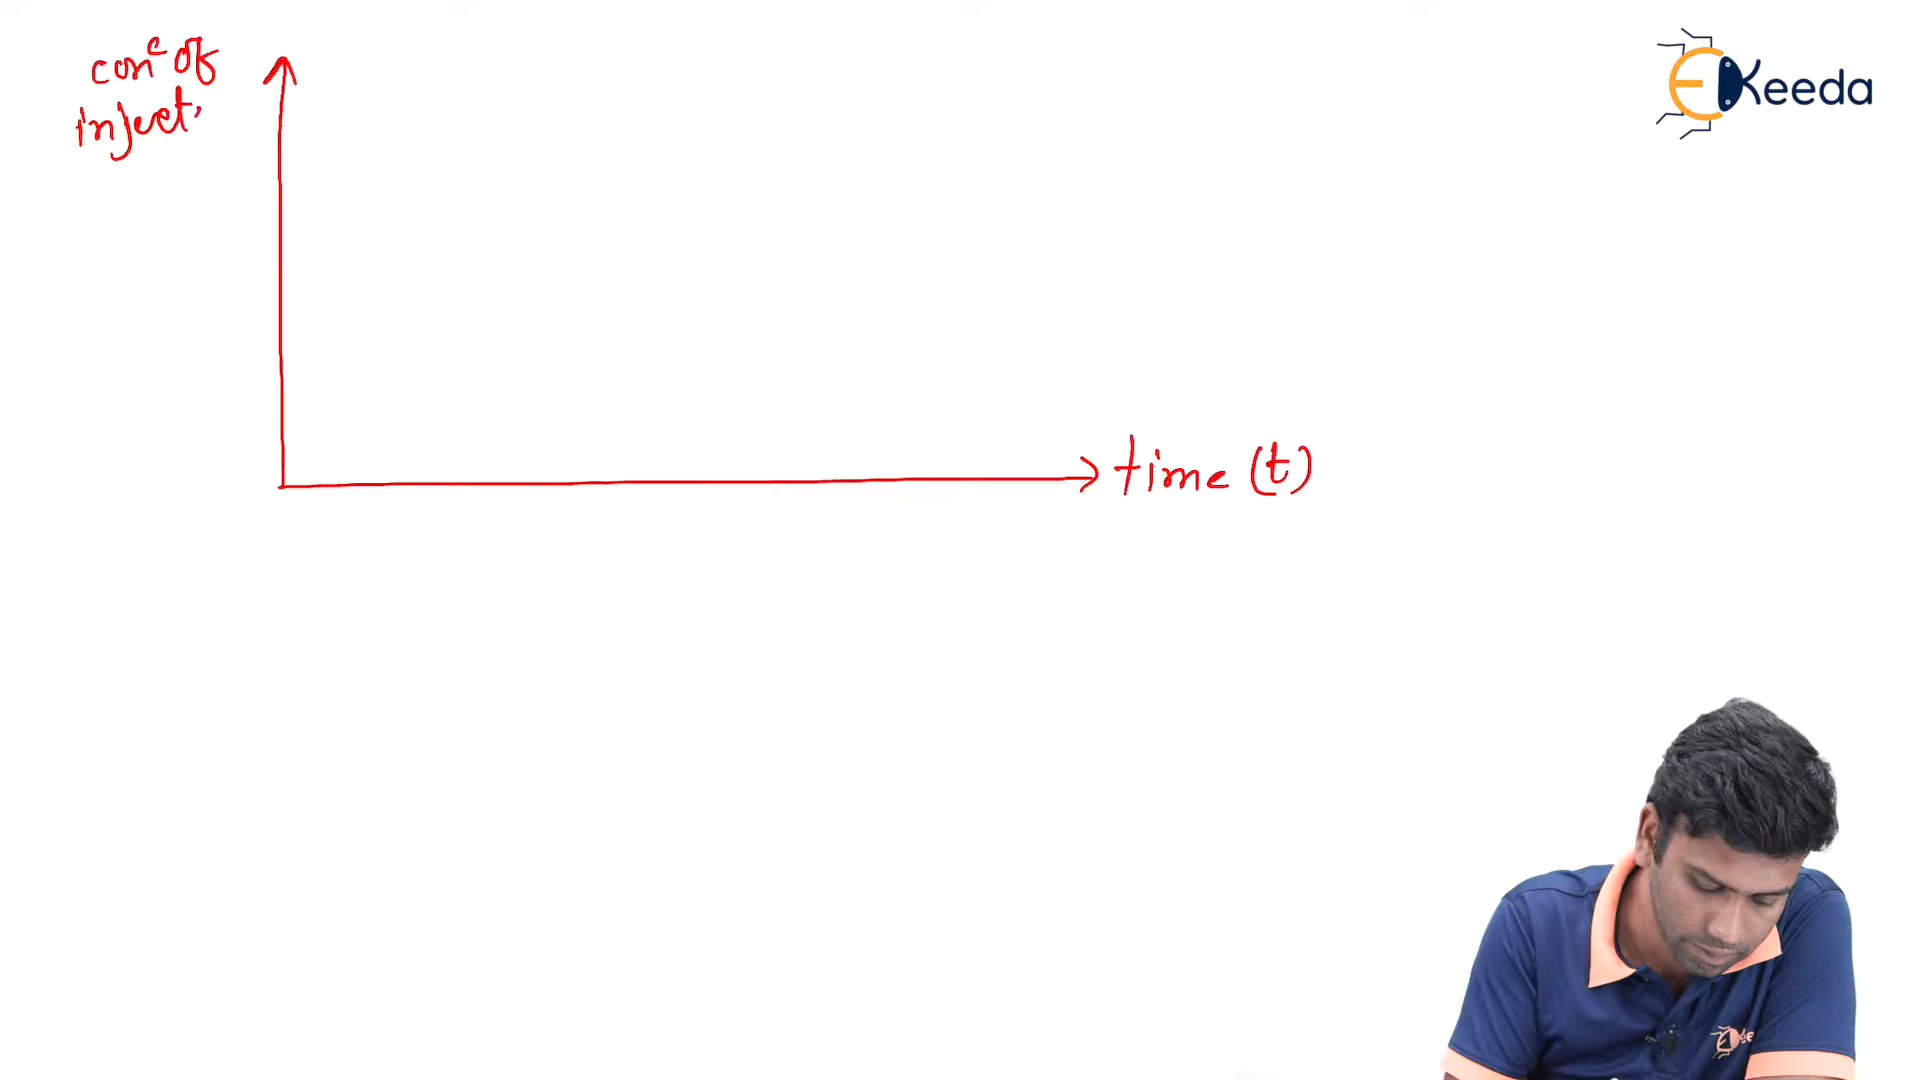 conᶜ of
inject.
EKeeda
time (t)